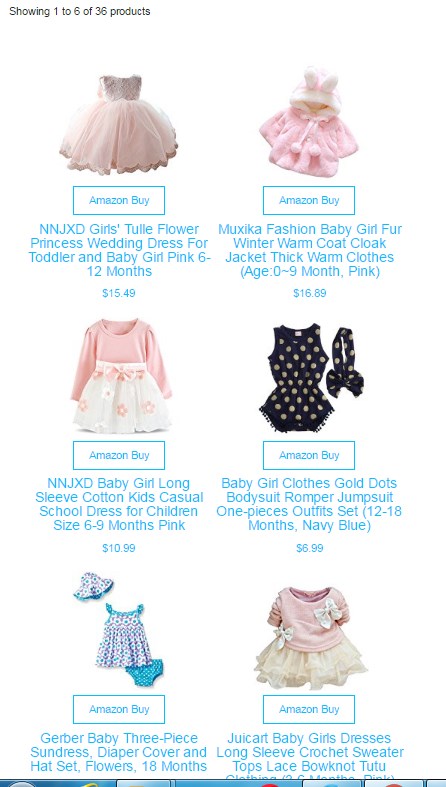 Showing 1 to 6 of 36 products
Amazon Buy
NNJXD Girls' Tulle Flower
Princess Wedding Dress For
Toddler and Baby Girl Pink 6-
12 Months
$15.49
Amazon Buy
Muxika Fashion Baby Girl Fur
Winter Warm Coat Cloak
Jacket Thick Warm Clothes
(Age:0~9 Month, Pink)
$16.89
Amazon Buy
NNJXD Baby Girl Long
Sleeve Cotton Kids Casual
School Dress for Children
Size 6-9 Months Pink
$10.99
Amazon Buy
Baby Girl Clothes Gold Dots
Bodysuit Romper Jumpsuit
One-pieces Outfits Set (12-18
Months, Navy Blue)
$6.99
Amazon Buy
Gerber Baby Three-Piece
Sundress, Diaper Cover and
Hat Set, Flowers, 18 Months
Amazon Buy
Juicart Baby Girls Dresses
Long Sleeve Crochet Sweater
Tops Lace Bowknot Tutu
Clothing (3-6 Months, Pink)